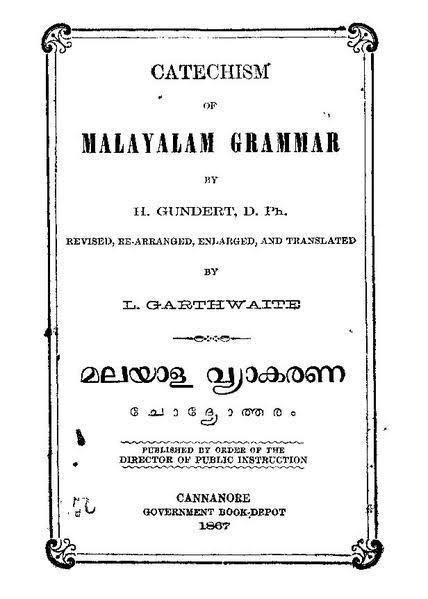 CATECHISM
OF
MALAYALAM GRAMMAR
BY
H. GUNDERT, D. Ph.
REVISED, RE-ARRANGED, ENLARGED, AND TRANSLATED
BY
L. GARTHWAITE
മലയാള വ്യാകരണ
ചോദ്യോത്തരം
PUBLISHED BY ORDER OF THE
DIRECTOR OF PUBLIC INSTRUCTION
CANNANORE
GOVERNMENT BOOK-DEPOT
1867